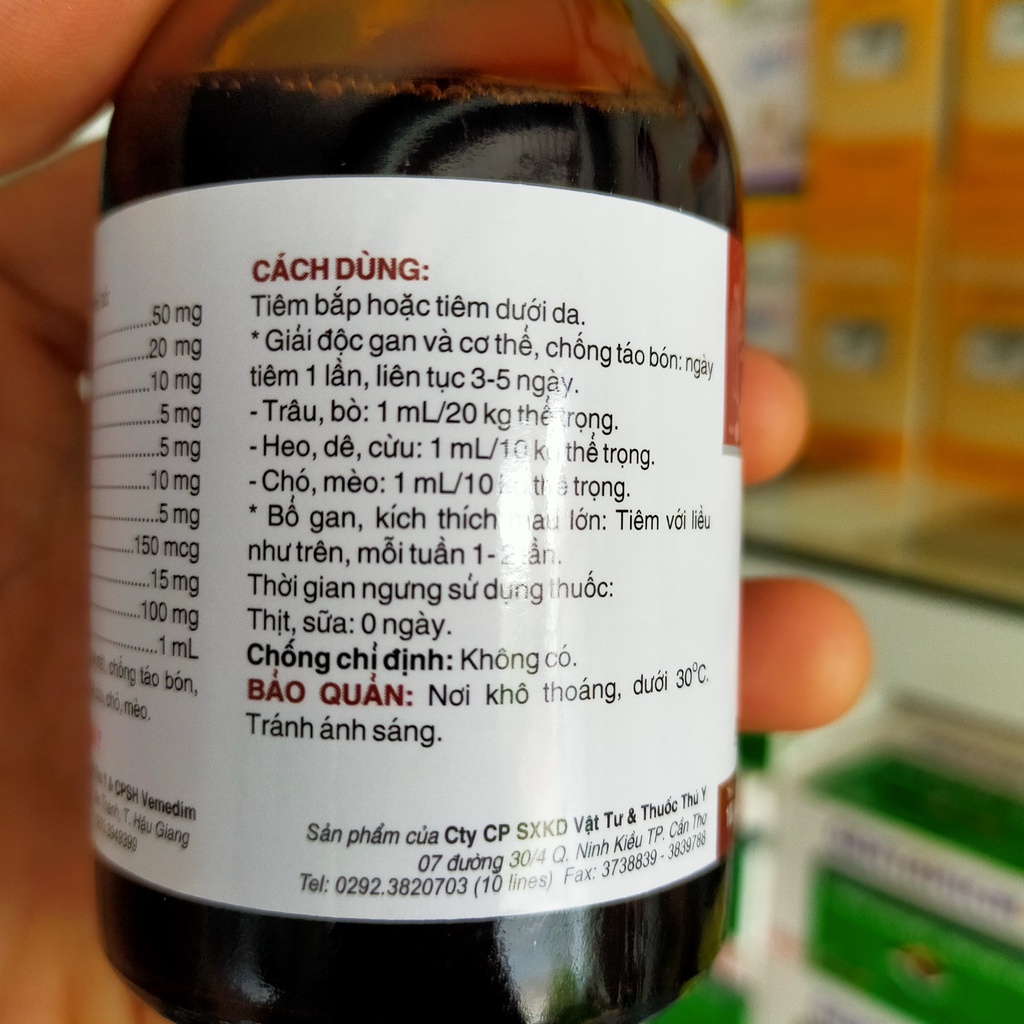 50 mg
20 mg
10 mg
5 mg
5 mg
10 mg
5 mg
150 mcg
15 mg
100 mg
1 mL
chống táo bón,
chó, mèo.
& CPSH Vemedim
T. Hậu Giang
CÁCH DÙNG:
Tiêm bắp hoặc tiêm dưới da.
* Giải độc gan và cơ thể, chống táo bón: ngày
tiêm 1 lần, liên tục 3-5 ngày.
- Trâu, bò: 1 mL/20 kg thể trọng.
- Heo, dê, cừu: 1 mL/10 kg thể trọng.
- Chó, mèo: 1 mL/10 kg thể trọng.
* Bổ gan, kích thích mau lớn: Tiêm với liều
như trên, mỗi tuần 1- 2 lần.
Thời gian ngưng sử dụng thuốc:
Thịt, sữa: 0 ngày.
Chống chỉ định: Không có.
BẢO QUẢN: Nơi khô thoáng, dưới 30°C.
Tránh ánh sáng.
Sản phẩm của Cty CP SXKD Vật Tư & Thuốc Thú Y
07 đường 30/4 Q. Ninh Kiều TP. Cần Thơ
Tel: 0292.3820703 (10 lines) Fax: 3738839 - 3839788